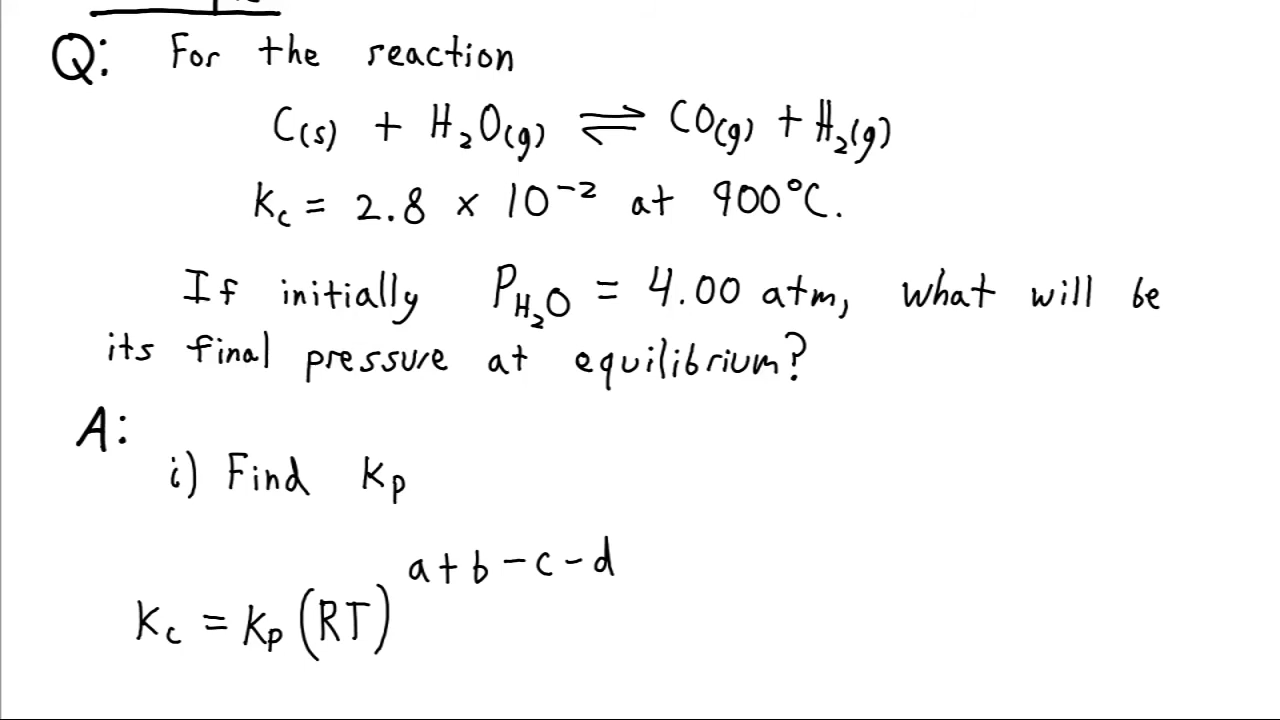 Q: For the reaction
C(s) + H₂O(g) ⇌ CO(g) + H₂(g)
Kc = 2.8 × 10⁻² at 900°C.
If initially P_H₂O = 4.00 atm, what will be
its final pressure at equilibrium?
A:
i) Find Kp
Kc = Kp (RT)^(a+b-c-d)